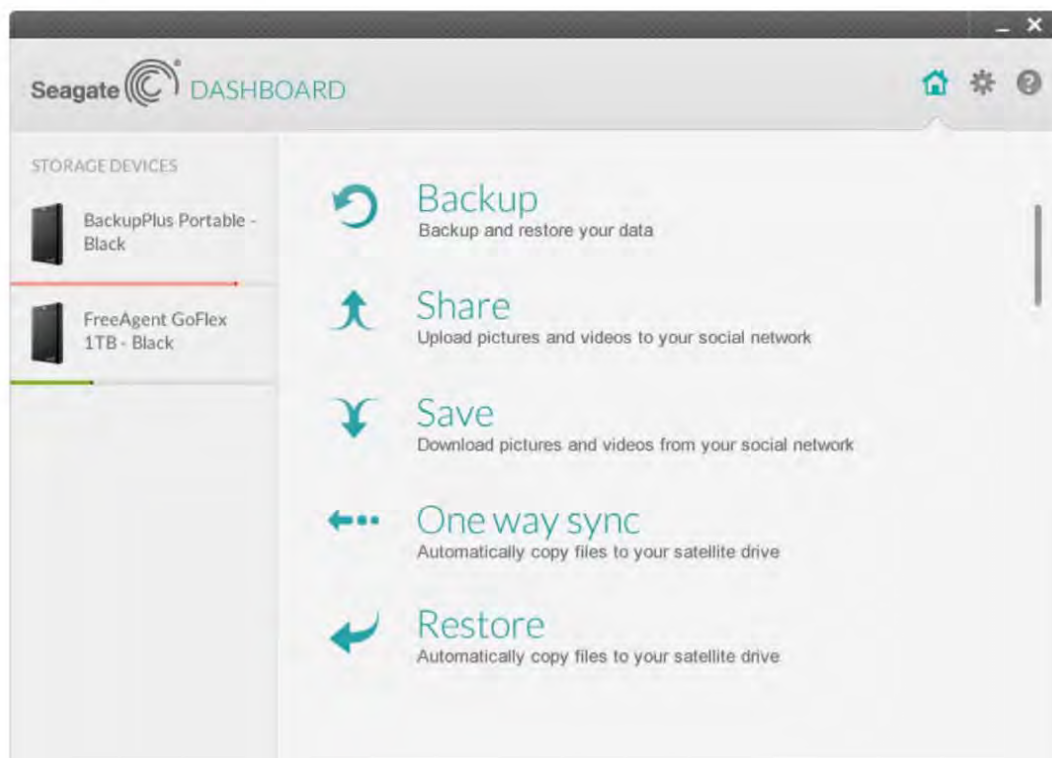 Seagate DASHBOARD
STORAGE DEVICES
BackupPlus Portable -
Black
FreeAgent GoFlex
1TB - Black
Backup
Backup and restore your data
Share
Upload pictures and videos to your social network
Save
Download pictures and videos from your social network
One way sync
Automatically copy files to your satellite drive
Restore
Automatically copy files to your satellite drive